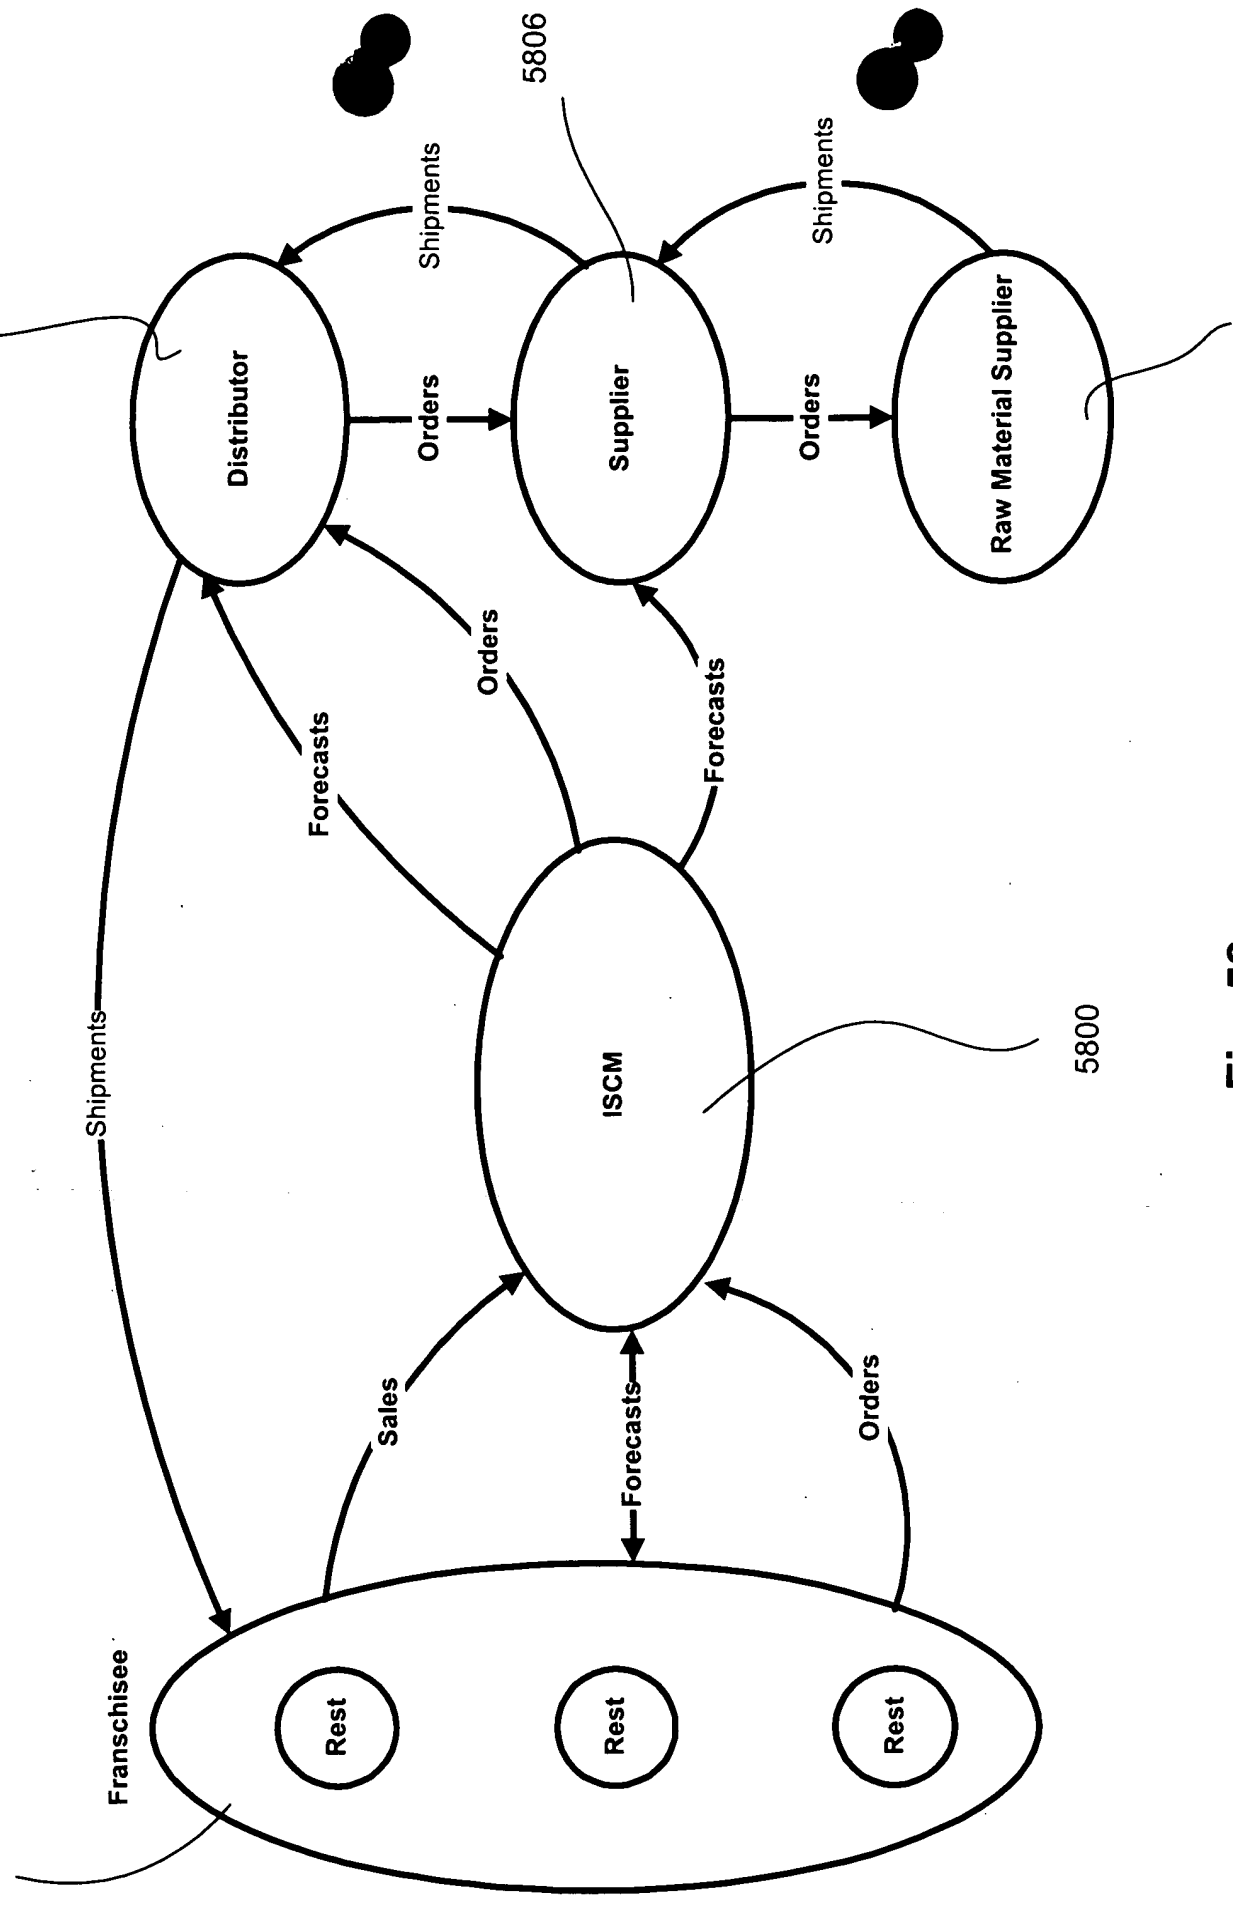 Franschisee
Rest
Rest
Rest
Shipments
Sales
Forecasts
Orders
ISCM
5800
Forecasts
Orders
Forecasts
Distributor
Orders
Shipments
Supplier
5806
Orders
Shipments
Raw Material Supplier